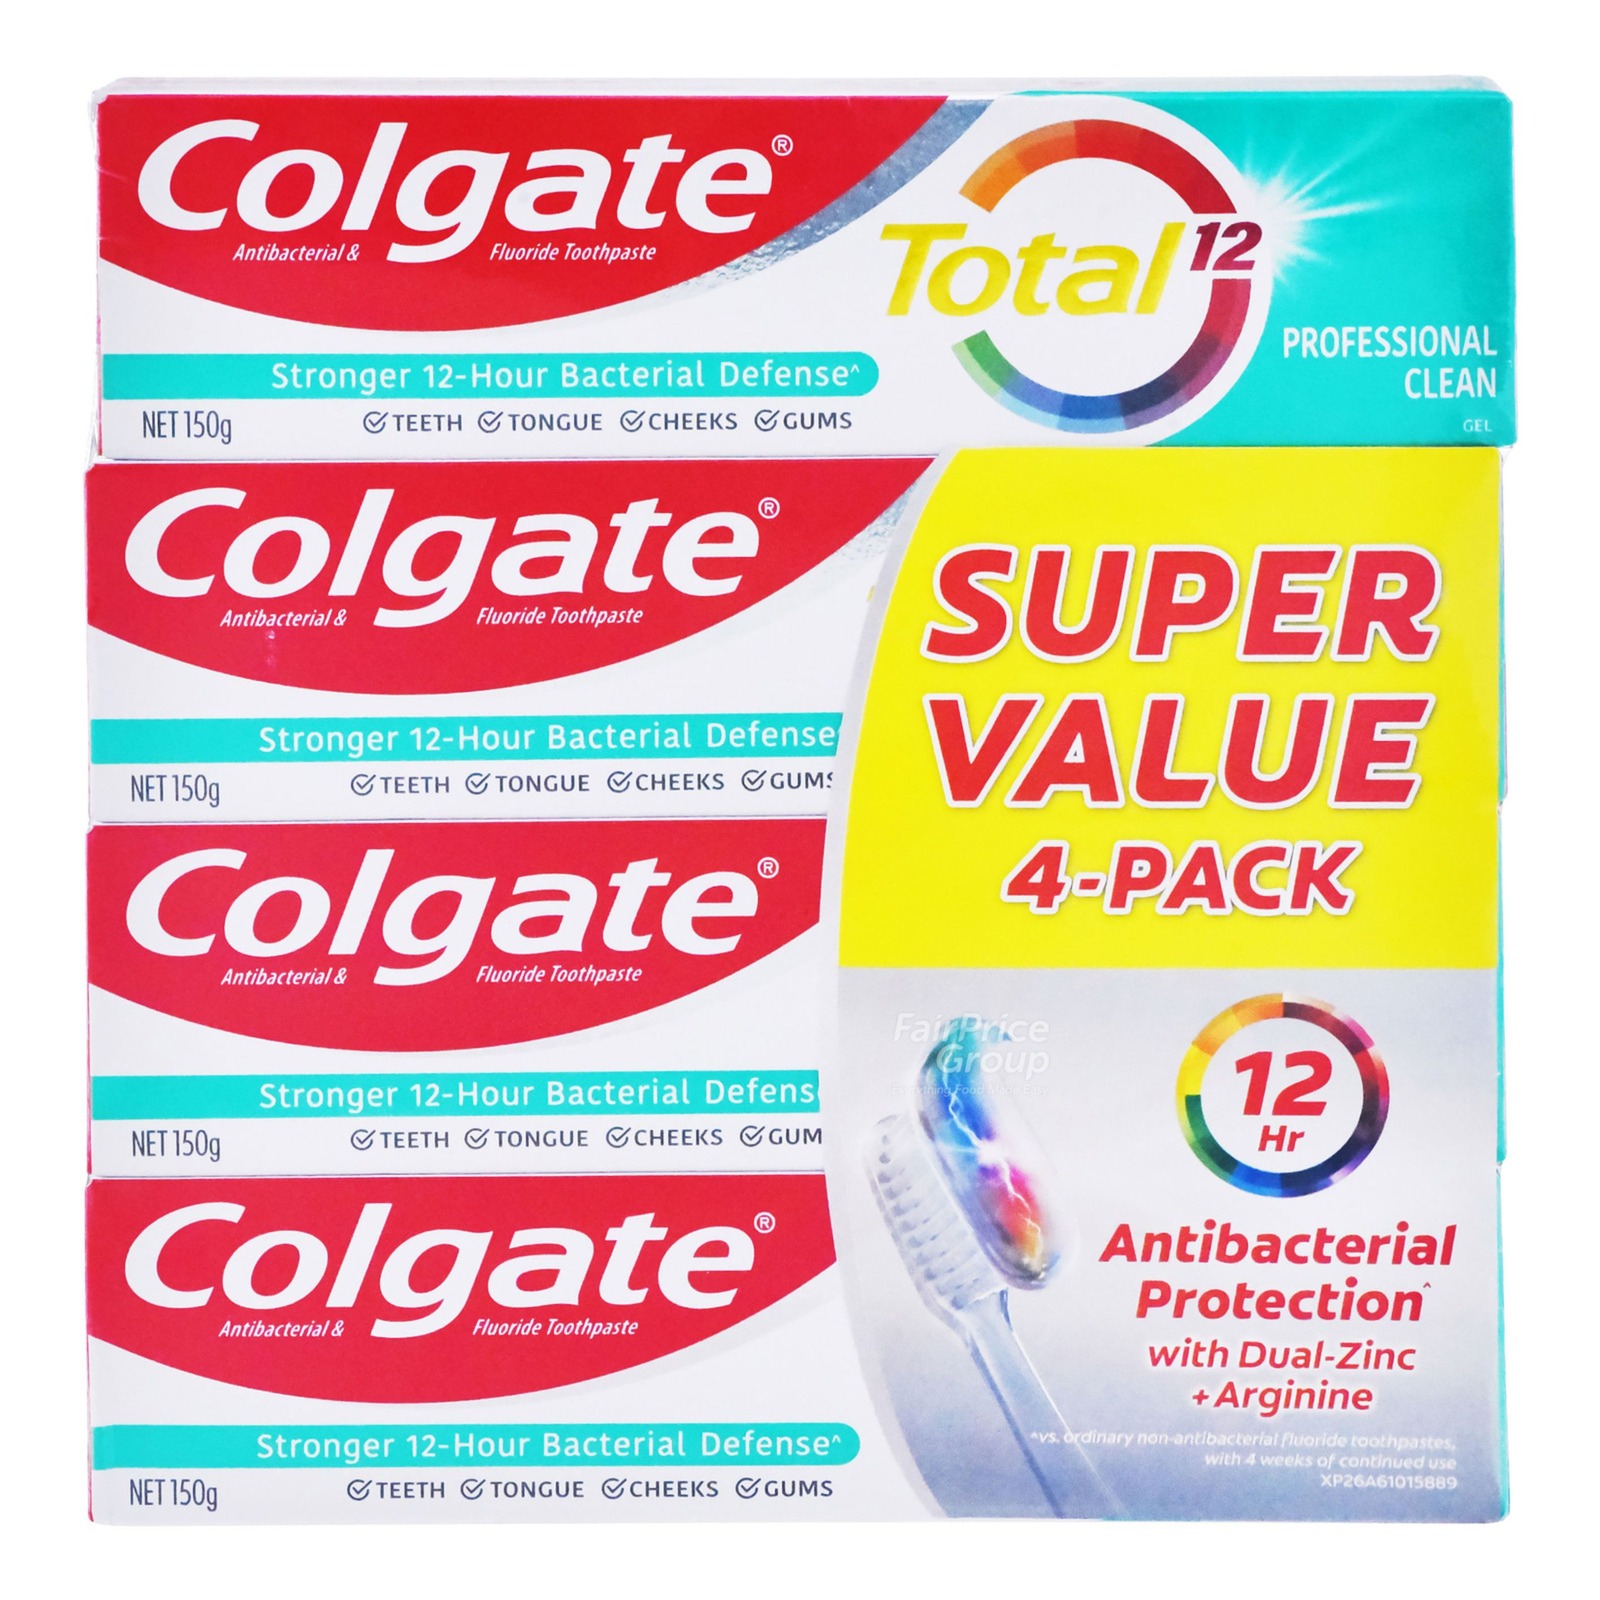 Colgate®
Antibacterial & Fluoride Toothpaste
Total 12
Stronger 12-Hour Bacterial Defense^
NET 150g TEETH TONGUE CHEEKS GUMS
PROFESSIONAL
CLEAN
GEL
Colgate®
Antibacterial & Fluoride Toothpaste
Stronger 12-Hour Bacterial Defense^
NET 150g TEETH TONGUE CHEEKS GUMS
Colgate®
Antibacterial & Fluoride Toothpaste
Stronger 12-Hour Bacterial Defens
NET 150g TEETH TONGUE CHEEKS GUM
Colgate®
Antibacterial & Fluoride Toothpaste
Stronger 12-Hour Bacterial Defense^
NET 150g TEETH TONGUE CHEEKS GUMS
SUPER
VALUE
4-PACK
FairPrice
Group
Everything Food Made Easy
12
Hr
Antibacterial
Protection^
with Dual-Zinc
+Arginine
^vs. ordinary non-antibacterial fluoride toothpastes,
with 4 weeks of continued use
XP26A61015889